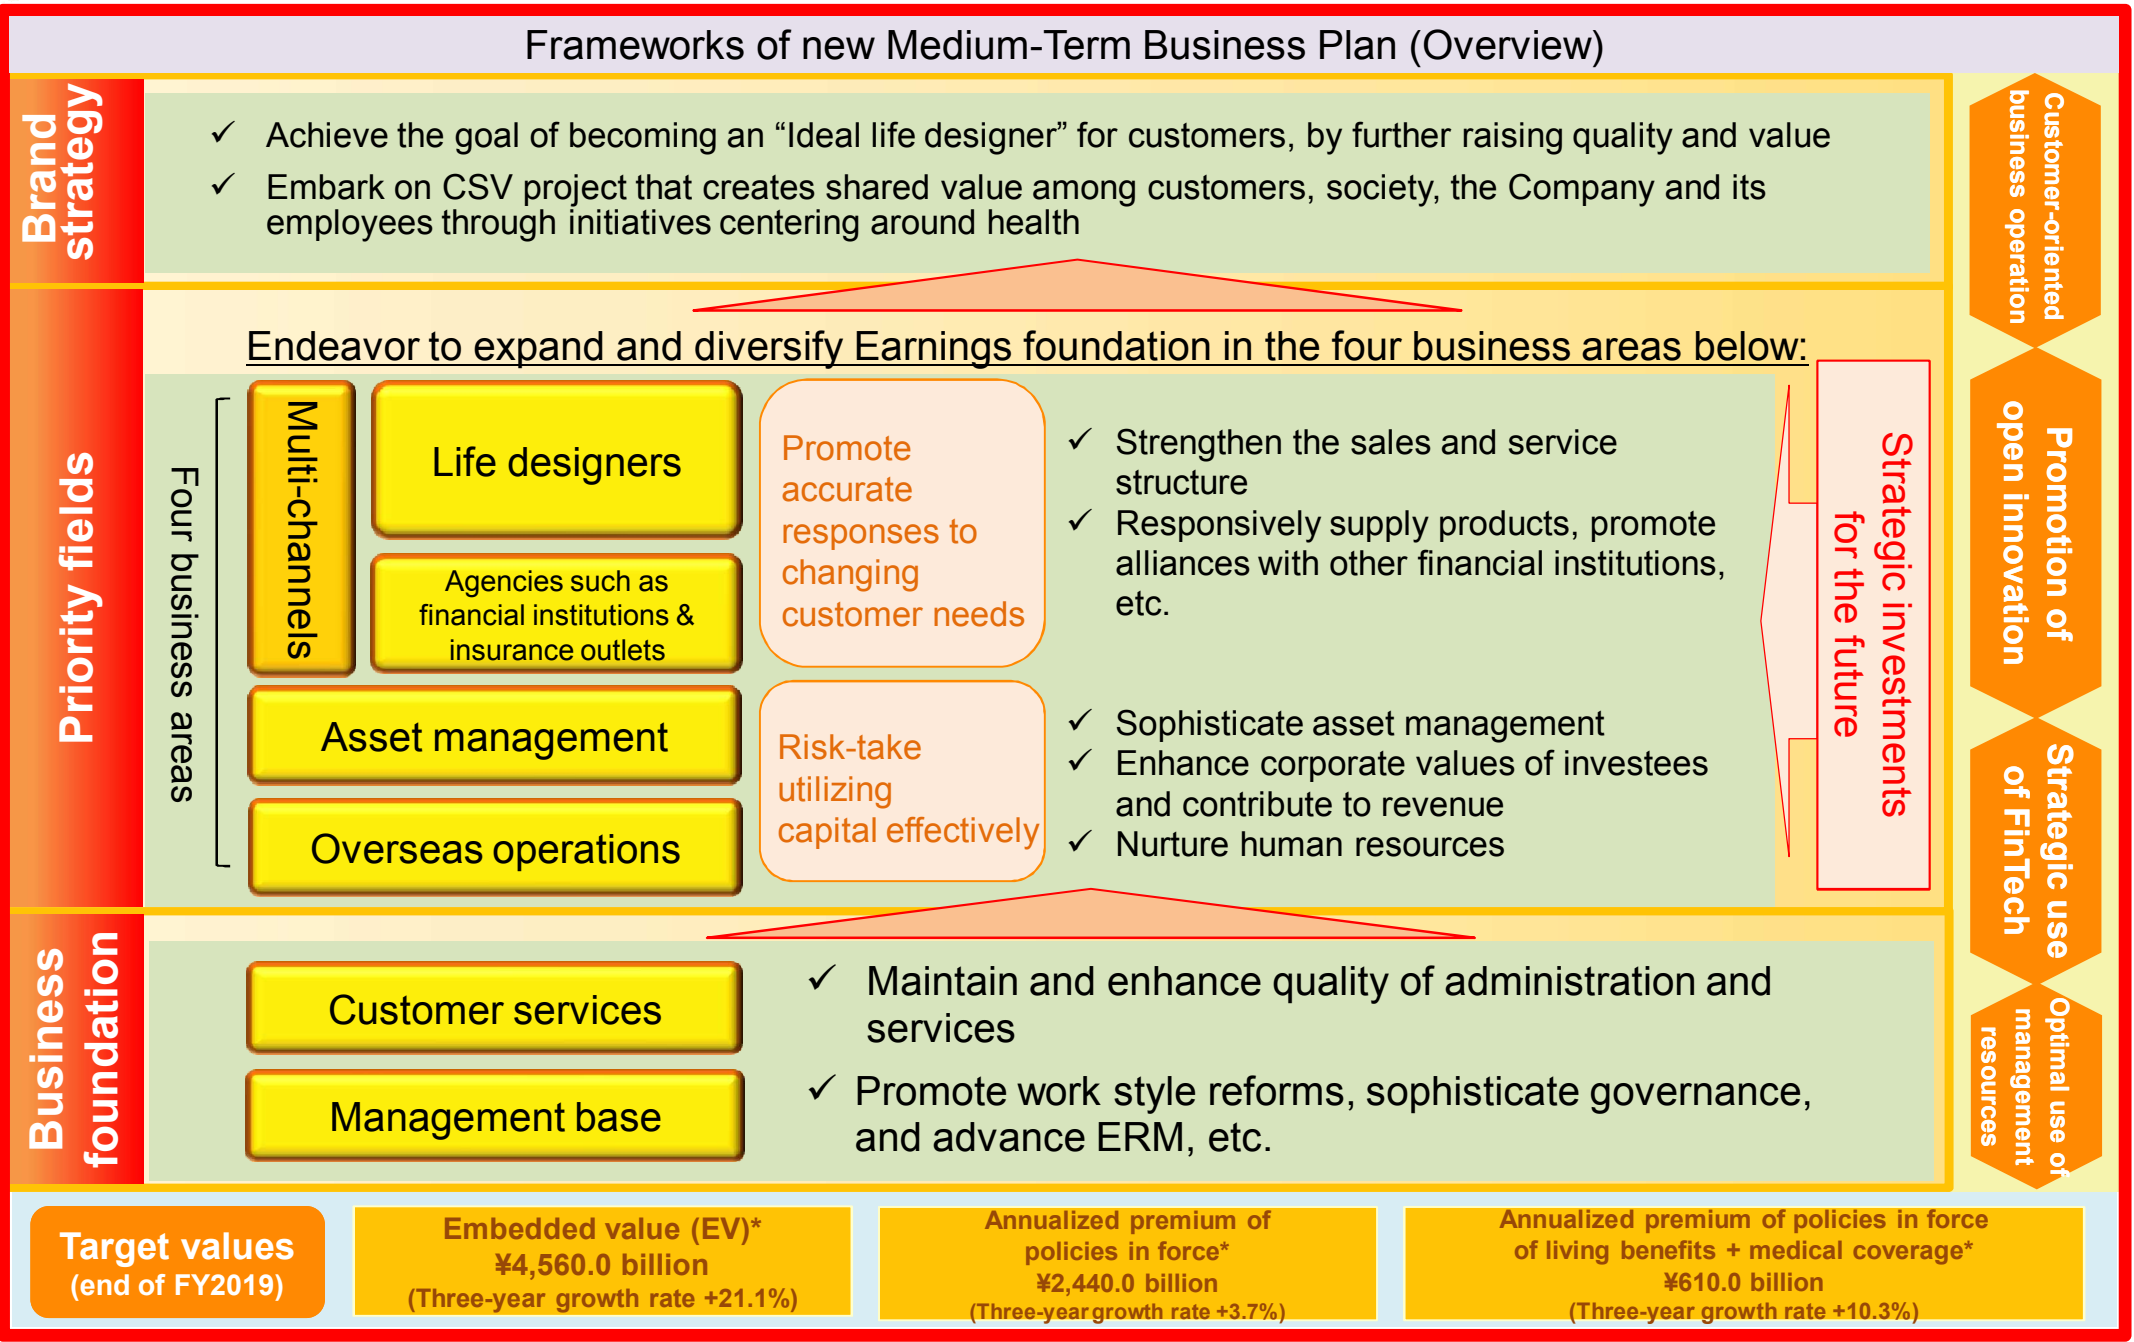 Frameworks of new Medium-Term Business Plan (Overview)
Brand
strategy
✓ Achieve the goal of becoming an “Ideal life designer” for customers, by further raising quality and value
✓ Embark on CSV project that creates shared value among customers, society, the Company and its
employees through initiatives centering around health
Priority fields
Endeavor to expand and diversify Earnings foundation in the four business areas below:
Four business areas
Multi-channels
Life designers
Agencies such as
financial institutions &
insurance outlets
Asset management
Overseas operations
Promote
accurate
responses to
changing
customer needs
✓ Strengthen the sales and service
structure
✓ Responsively supply products, promote
alliances with other financial institutions,
etc.
Risk-take
utilizing
capital effectively
✓ Sophisticate asset management
✓ Enhance corporate values of investees
and contribute to revenue
✓ Nurture human resources
Strategic investments
for the future
Business
foundation
Customer services
✓ Maintain and enhance quality of administration and
services
Management base
✓ Promote work style reforms, sophisticate governance,
and advance ERM, etc.
Customer-oriented
business operation
Promotion of
open innovation
Strategic use
of FinTech
Optimal use of
management
resources
Target values
(end of FY2019)
Embedded value (EV)*
¥4,560.0 billion
(Three-year growth rate +21.1%)
Annualized premium of
policies in force*
¥2,440.0 billion
(Three-year growth rate +3.7%)
Annualized premium of policies in force
of living benefits + medical coverage*
¥610.0 billion
(Three-year growth rate +10.3%)